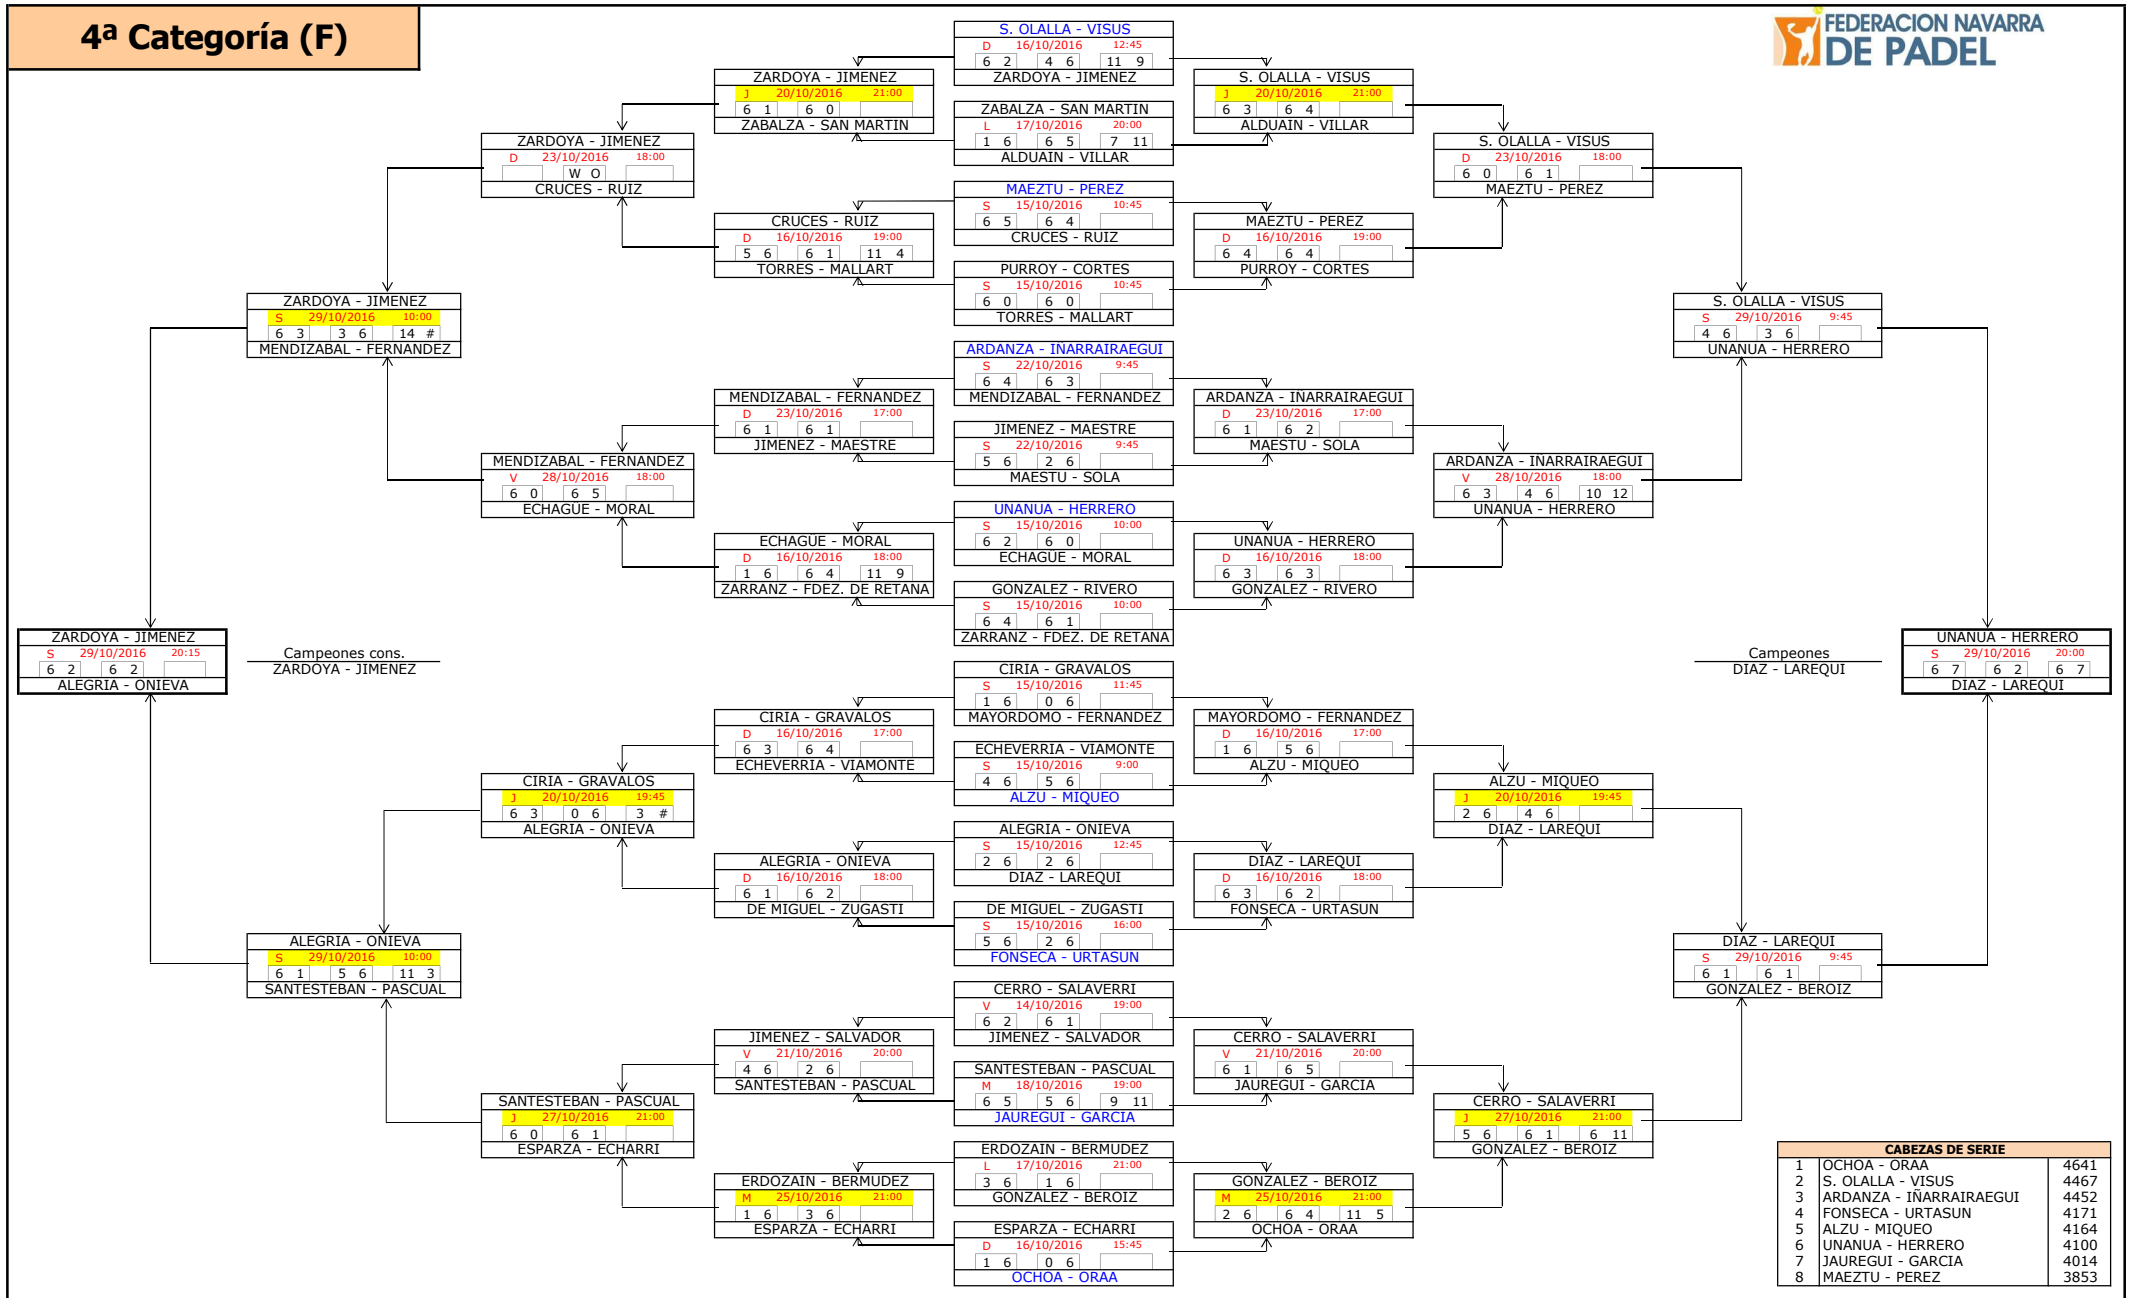 4ª Categoría (F)
FEDERACION NAVARRA
DE PADEL
ZARDOYA - JIMENEZ
S 29/10/2016 20:15
6 2 6 2
ALEGRIA - ONIEVA
Campeones cons.
ZARDOYA - JIMENEZ
ZARDOYA - JIMENEZ
S 29/10/2016 10:00
6 3 3 6 14 #
MENDIZABAL - FERNANDEZ
ALEGRIA - ONIEVA
S 29/10/2016 10:00
6 1 5 6 11 3
SANTESTEBAN - PASCUAL
ZARDOYA - JIMENEZ
D 23/10/2016 18:00
W O
CRUCES - RUIZ
MENDIZABAL - FERNANDEZ
V 28/10/2016 18:00
6 0 6 5
ECHAGÜE - MORAL
CIRIA - GRAVALOS
J 20/10/2016 19:45
6 3 0 6 3 #
ALEGRIA - ONIEVA
SANTESTEBAN - PASCUAL
J 27/10/2016 21:00
6 0 6 1
ESPARZA - ECHARRI
ZARDOYA - JIMENEZ
J 20/10/2016 21:00
6 1 6 0
ZABALZA - SAN MARTIN
CRUCES - RUIZ
D 16/10/2016 19:00
5 6 6 1 11 4
TORRES - MALLART
MENDIZABAL - FERNANDEZ
D 23/10/2016 17:00
6 1 6 1
JIMENEZ - MAESTRE
ECHAGÜE - MORAL
D 16/10/2016 18:00
1 6 6 4 11 9
ZARRANZ - FDEZ. DE RETANA
CIRIA - GRAVALOS
D 16/10/2016 17:00
6 3 6 4
ECHEVERRIA - VIAMONTE
ALEGRIA - ONIEVA
D 16/10/2016 18:00
6 1 6 2
DE MIGUEL - ZUGASTI
JIMENEZ - SALVADOR
V 21/10/2016 20:00
4 6 2 6
SANTESTEBAN - PASCUAL
ERDOZAIN - BERMUDEZ
M 25/10/2016 21:00
1 6 3 6
ESPARZA - ECHARRI
S. OLALLA - VISUS
D 16/10/2016 12:45
6 2 4 6 11 9
ZARDOYA - JIMENEZ
ZABALZA - SAN MARTIN
L 17/10/2016 20:00
1 6 6 5 7 11
ALDUAIN - VILLAR
MAEZTU - PEREZ
S 15/10/2016 10:45
6 5 6 4
CRUCES - RUIZ
PURROY - CORTES
S 15/10/2016 10:45
6 0 6 0
TORRES - MALLART
ARDANZA - IÑARRAIRAEGUI
S 22/10/2016 9:45
6 4 6 3
MENDIZABAL - FERNANDEZ
JIMENEZ - MAESTRE
S 22/10/2016 9:45
5 6 2 6
MAESTU - SOLA
UNANUA - HERRERO
S 15/10/2016 10:00
6 2 6 0
ECHAGÜE - MORAL
GONZALEZ - RIVERO
S 15/10/2016 10:00
6 4 6 1
ZARRANZ - FDEZ. DE RETANA
CIRIA - GRAVALOS
S 15/10/2016 11:45
1 6 0 6
MAYORDOMO - FERNANDEZ
ECHEVERRIA - VIAMONTE
S 15/10/2016 9:00
4 6 5 6
ALZU - MIQUEO
ALEGRIA - ONIEVA
S 15/10/2016 12:45
2 6 2 6
DIAZ - LAREQUI
DE MIGUEL - ZUGASTI
S 15/10/2016 16:00
5 6 2 6
FONSECA - URTASUN
CERRO - SALAVERRI
V 14/10/2016 19:00
6 2 6 1
JIMENEZ - SALVADOR
SANTESTEBAN - PASCUAL
M 18/10/2016 19:00
6 5 5 6 9 11
JAUREGUI - GARCIA
ERDOZAIN - BERMUDEZ
L 17/10/2016 21:00
3 6 1 6
GONZALEZ - BEROIZ
ESPARZA - ECHARRI
D 16/10/2016 15:45
1 6 0 6
OCHOA - ORAA
S. OLALLA - VISUS
J 20/10/2016 21:00
6 3 6 4
ALDUAIN - VILLAR
MAEZTU - PEREZ
D 16/10/2016 19:00
6 4 6 4
PURROY - CORTES
ARDANZA - IÑARRAIRAEGUI
D 23/10/2016 17:00
6 1 6 2
MAESTU - SOLA
UNANUA - HERRERO
D 16/10/2016 18:00
6 3 6 3
GONZALEZ - RIVERO
MAYORDOMO - FERNANDEZ
D 16/10/2016 17:00
1 6 5 6
ALZU - MIQUEO
DIAZ - LAREQUI
D 16/10/2016 18:00
6 3 6 2
FONSECA - URTASUN
CERRO - SALAVERRI
V 21/10/2016 20:00
6 1 6 5
JAUREGUI - GARCIA
GONZALEZ - BEROIZ
M 25/10/2016 21:00
2 6 6 4 11 5
OCHOA - ORAA
S. OLALLA - VISUS
D 23/10/2016 18:00
6 0 6 1
MAEZTU - PEREZ
ARDANZA - IÑARRAIRAEGUI
V 28/10/2016 18:00
6 3 4 6 10 12
UNANUA - HERRERO
ALZU - MIQUEO
J 20/10/2016 19:45
2 6 4 6
DIAZ - LAREQUI
CERRO - SALAVERRI
J 27/10/2016 21:00
5 6 6 1 6 11
GONZALEZ - BEROIZ
S. OLALLA - VISUS
S 29/10/2016 9:45
4 6 3 6
UNANUA - HERRERO
DIAZ - LAREQUI
S 29/10/2016 9:45
6 1 6 1
GONZALEZ - BEROIZ
Campeones
DIAZ - LAREQUI
UNANUA - HERRERO
S 29/10/2016 20:00
6 7 6 2 6 7
DIAZ - LAREQUI
CABEZAS DE SERIE
1 OCHOA - ORAA 4641
2 S. OLALLA - VISUS 4467
3 ARDANZA - IÑARRAIRAEGUI 4452
4 FONSECA - URTASUN 4171
5 ALZU - MIQUEO 4164
6 UNANUA - HERRERO 4100
7 JAUREGUI - GARCIA 4014
8 MAEZTU - PEREZ 3853